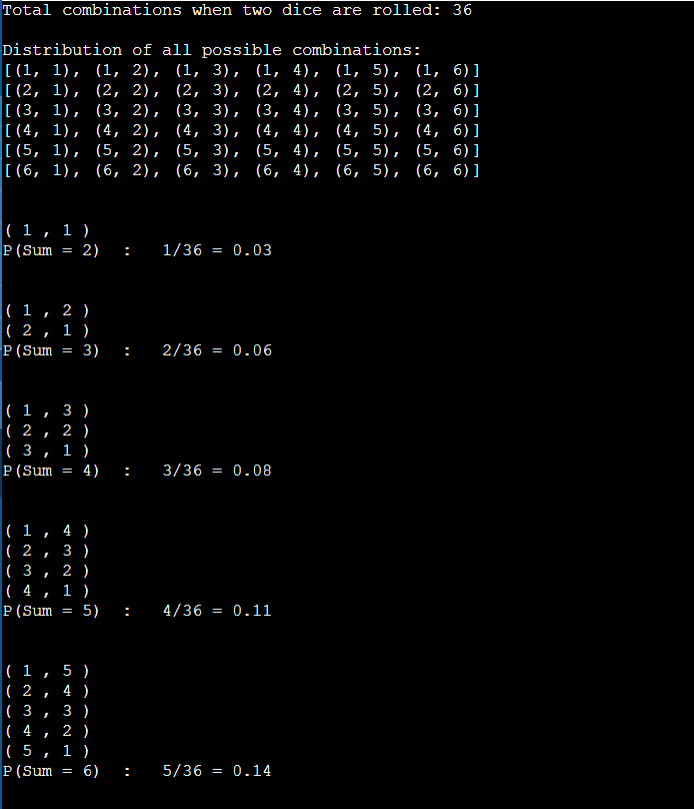 Total combinations when two dice are rolled: 36
Distribution of all possible combinations:
[(1, 1), (1, 2), (1, 3), (1, 4), (1, 5), (1, 6)]
[(2, 1), (2, 2), (2, 3), (2, 4), (2, 5), (2, 6)]
[(3, 1), (3, 2), (3, 3), (3, 4), (3, 5), (3, 6)]
[(4, 1), (4, 2), (4, 3), (4, 4), (4, 5), (4, 6)]
[(5, 1), (5, 2), (5, 3), (5, 4), (5, 5), (5, 6)]
[(6, 1), (6, 2), (6, 3), (6, 4), (6, 5), (6, 6)]
( 1 , 1 )
P(Sum = 2)  :   1/36 = 0.03
( 1 , 2 )
( 2 , 1 )
P(Sum = 3)  :   2/36 = 0.06
( 1 , 3 )
( 2 , 2 )
( 3 , 1 )
P(Sum = 4)  :   3/36 = 0.08
( 1 , 4 )
( 2 , 3 )
( 3 , 2 )
( 4 , 1 )
P(Sum = 5)  :   4/36 = 0.11
( 1 , 5 )
( 2 , 4 )
( 3 , 3 )
( 4 , 2 )
( 5 , 1 )
P(Sum = 6)  :   5/36 = 0.14